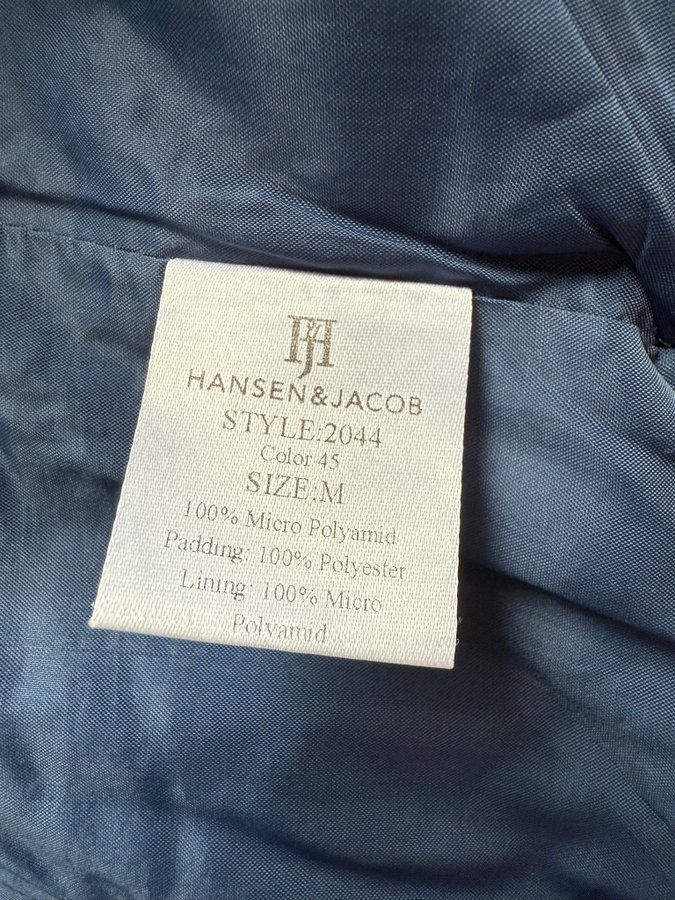 HJ
HANSEN&JACOB
STYLE:2044
Color 45
SIZE:M
100% Micro Polyamid
Padding: 100% Polyester
Lining: 100% Micro
Polyamid